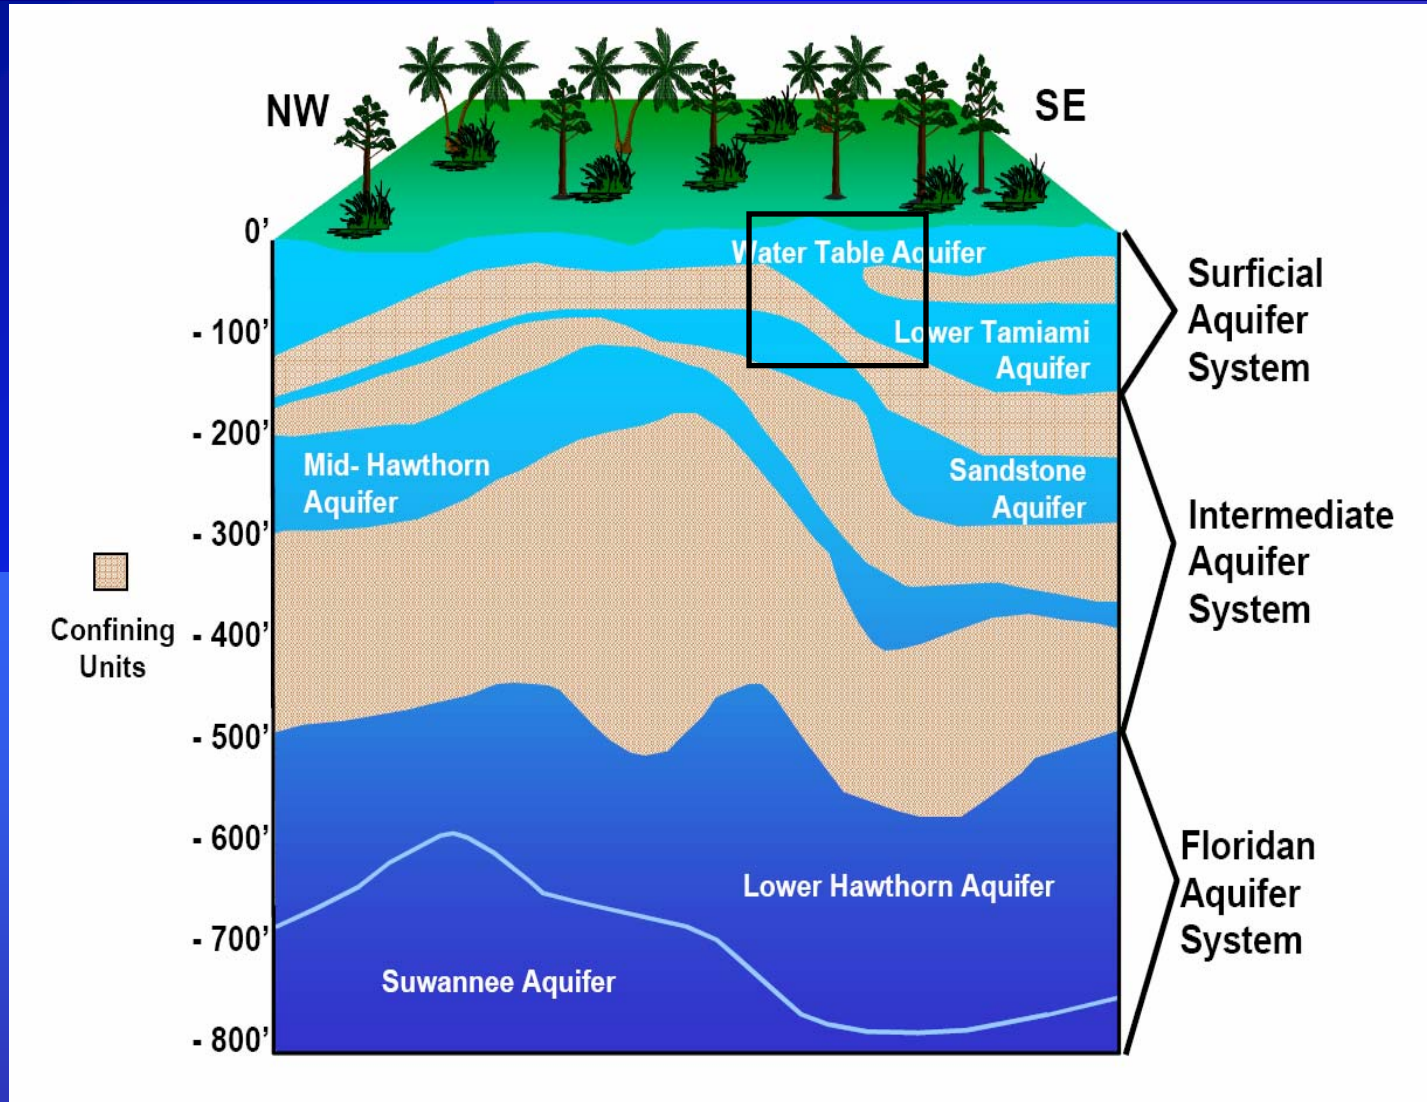 NW
SE
0’
- 100’
- 200’
- 300’
- 400’
- 500’
- 600’
- 700’
- 800’
Confining
Units
Water Table Aquifer
Lower Tamiami
Aquifer
Mid- Hawthorn
Aquifer
Sandstone
Aquifer
Lower Hawthorn Aquifer
Suwannee Aquifer
Surficial
Aquifer
System
Intermediate
Aquifer
System
Floridan
Aquifer
System